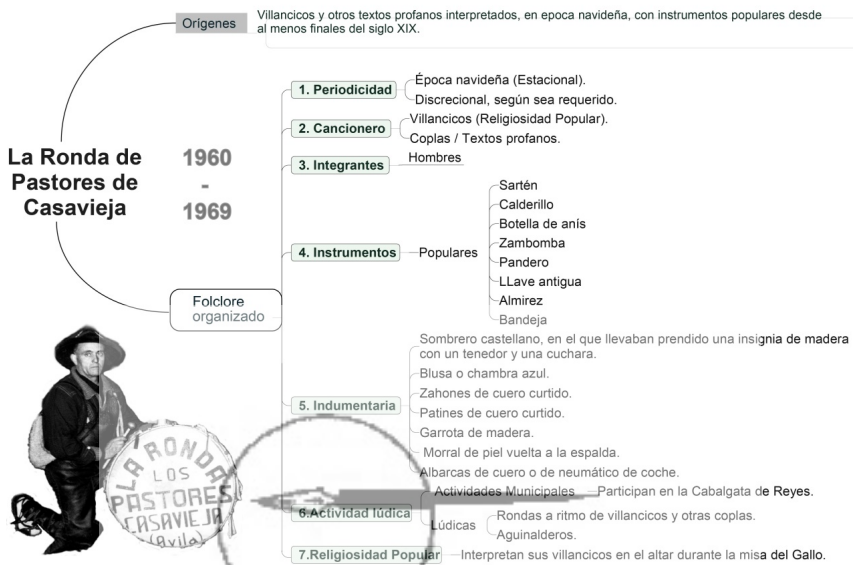 Orígenes
Villancicos y otros textos profanos interpretados, en epoca navideña, con instrumentos populares desde
al menos finales del siglo XIX.
La Ronda de
Pastores de
Casavieja
1960
-
1969
Folclore
organizado
1. Periodicidad
Época navideña (Estacional).
Discrecional, según sea requerido.
2. Cancionero
Villancicos (Religiosidad Popular).
Coplas / Textos profanos.
3. Integrantes
Hombres
4. Instrumentos
Populares
Sartén
Calderillo
Botella de anís
Zambomba
Pandero
LLave antigua
Almirez
Bandeja
5. Indumentaria
Sombrero castellano, en el que llevaban prendido una insignia de madera
con un tenedor y una cuchara.
Blusa o chambra azul.
Zahones de cuero curtido.
Patines de cuero curtido.
Garrota de madera.
Morral de piel vuelta a la espalda.
Albarcas de cuero o de neumático de coche.
6.Actividad lúdica
Actividades Municipales
Participan en la Cabalgata de Reyes.
Lúdicas
Rondas a ritmo de villancicos y otras coplas.
Aguinalderos.
7.Religiosidad Popular
Interpretan sus villancicos en el altar durante la misa del Gallo.
LA RONDA
LOS
PASTORES
CASAVIEJA
(Avila)